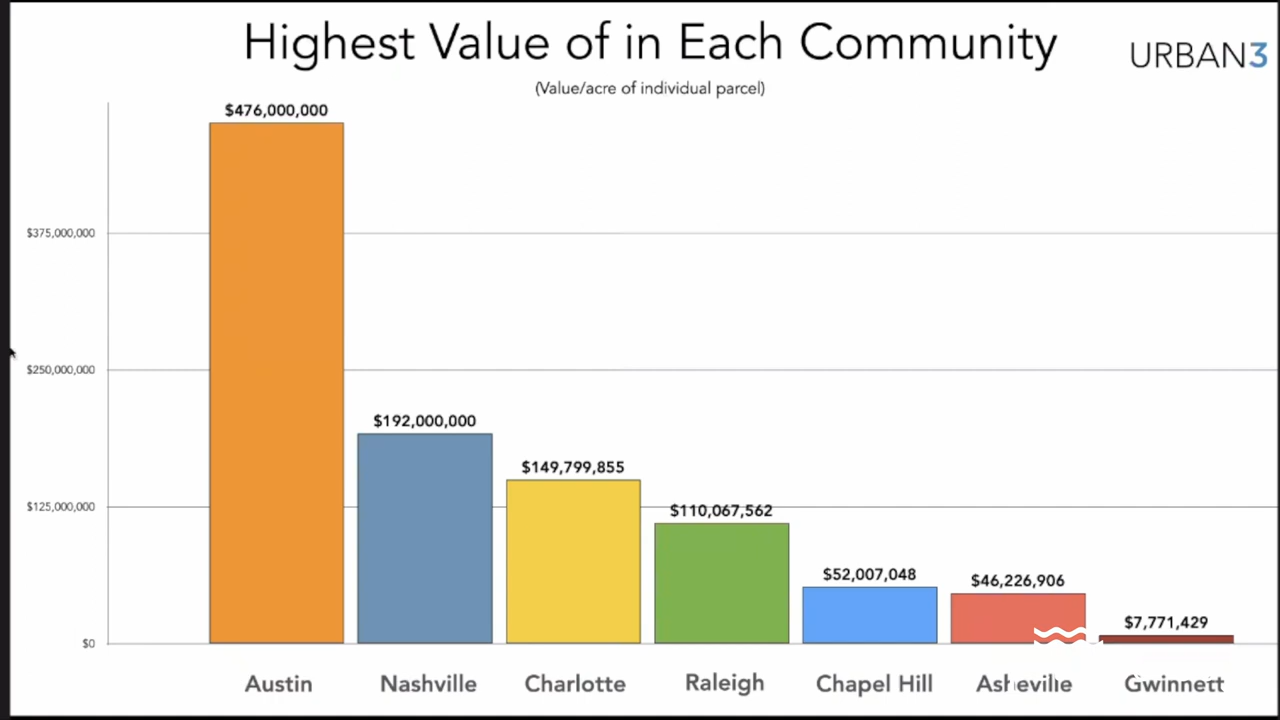 Highest Value of in Each Community
URBAN3
(Value/acre of individual parcel)
$476,000,000
$375,000,000
$250,000,000
$192,000,000
$149,799,855
$125,000,000
$110,067,562
$52,007,048
$46,226,906
$7,771,429
$0
Austin
Nashville
Charlotte
Raleigh
Chapel Hill
Asheville
Gwinnett